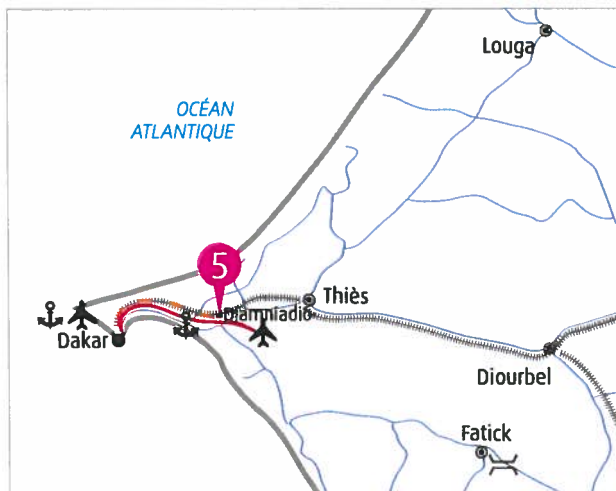 Louga
OCÉAN
ATLANTIQUE
5
Thiès
Diamniadio
Dakar
Diourbel
Fatick